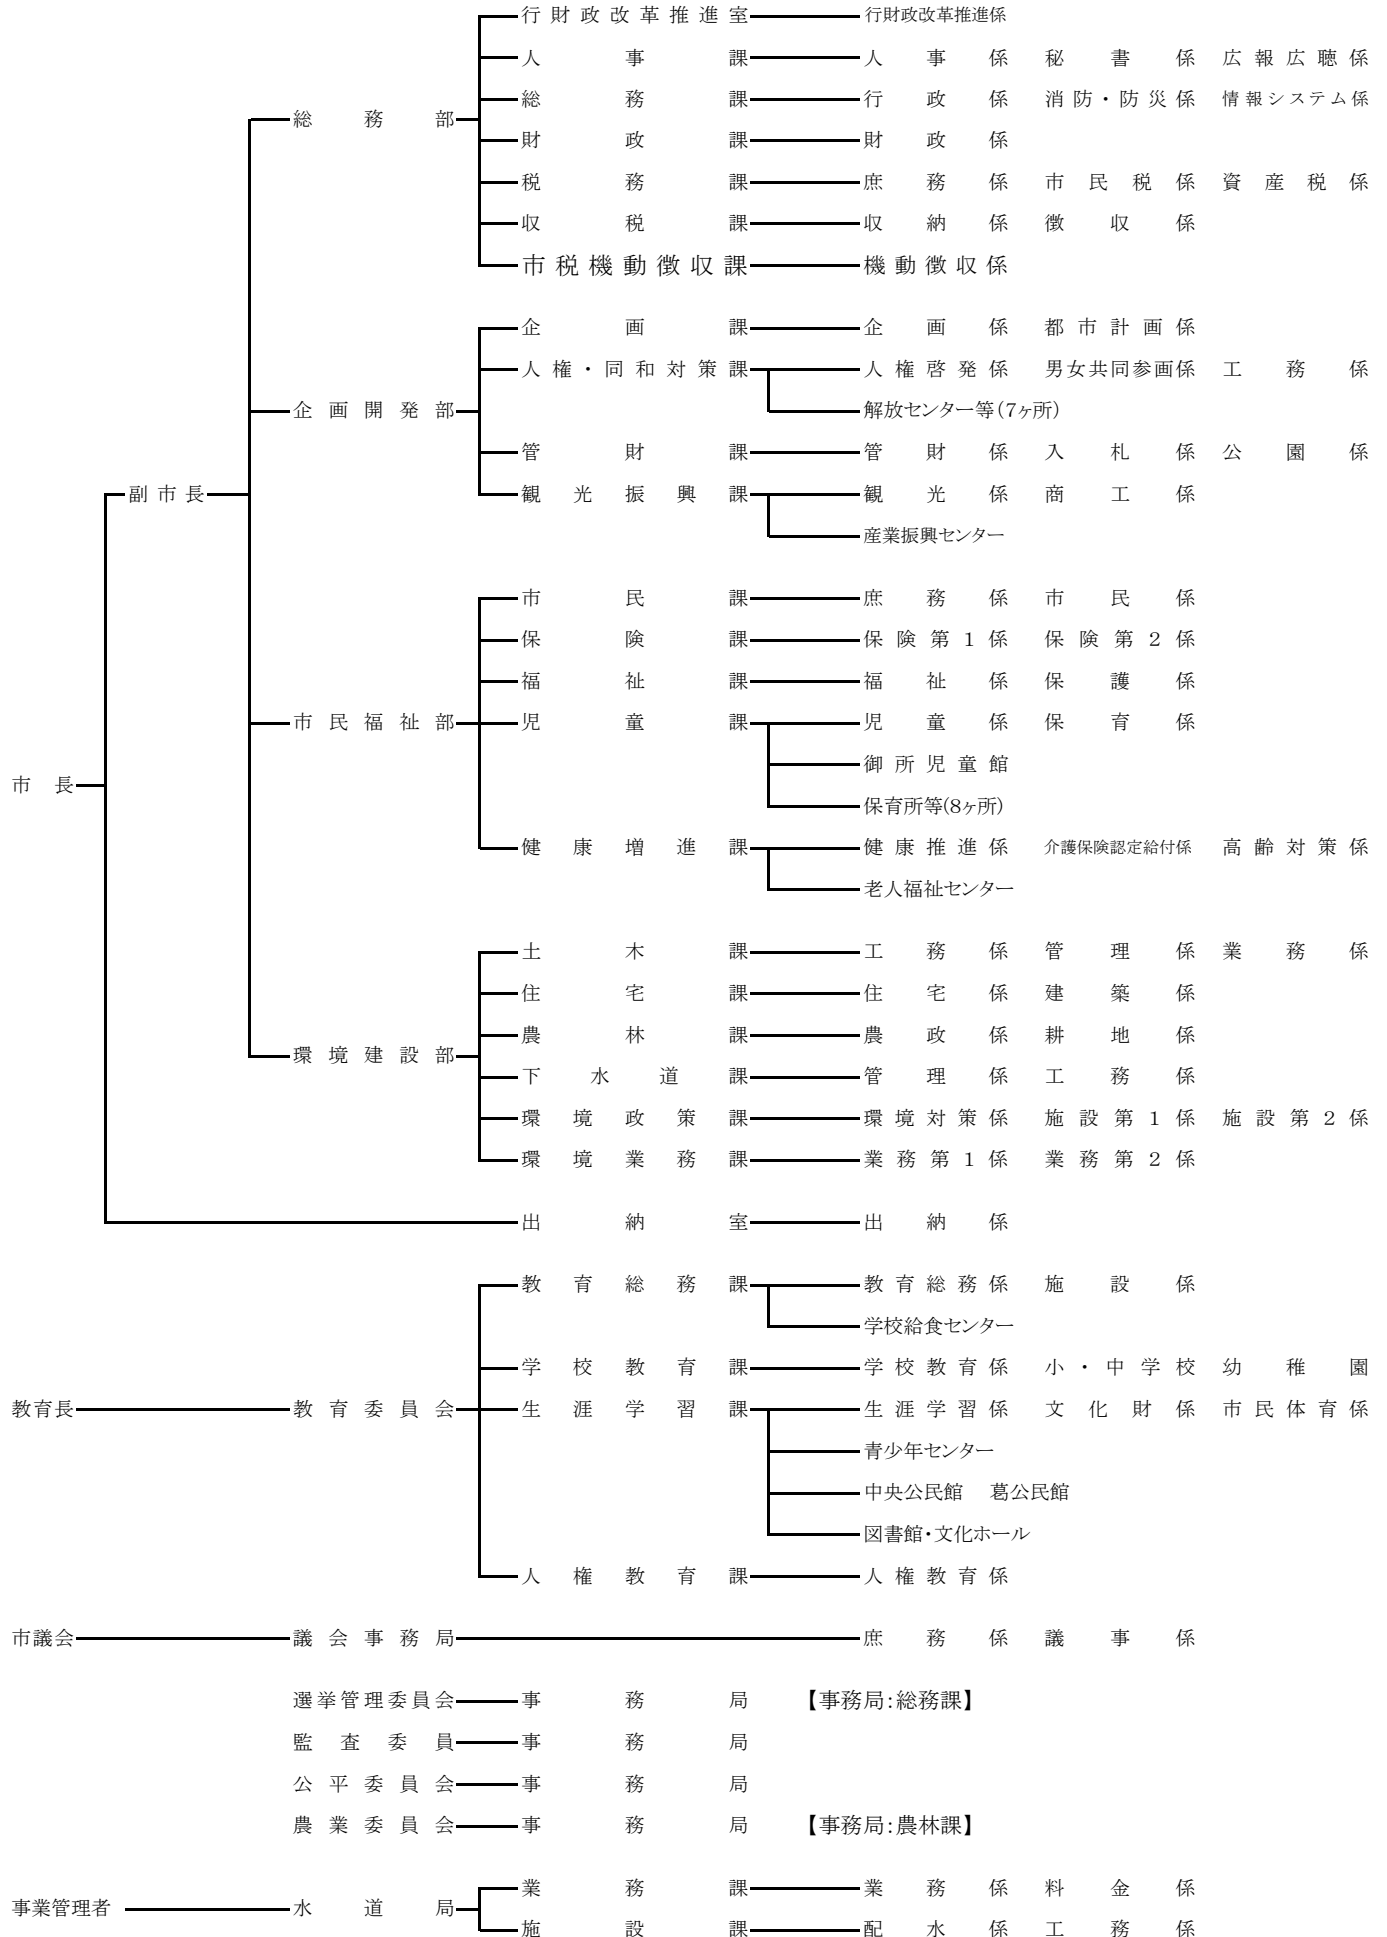 行財政改革推進室 行財政改革推進係
人事課 人事係 秘書係 広報広聴係
総務課 行政係 消防・防災係 情報システム係
総務部
財政課 財政係
税務課 庶務係 市民税係 資産税係
収税課 収納係 徴収係
市税機動徴収課 機動徴収係
企画課 企画係 都市計画係
人権・同和対策課 人権啓発係 男女共同参画係 工務係
企画開発部 解放センター等(7ヶ所)
管財課 管財係 入札係 公園係
副市長 観光振興課 観光係 商工係
産業振興センター
市民課 庶務係 市民係
保険課 保険第1係 保険第2係
福祉課 福祉係 保護係
市民福祉部 児童課 児童係 保育係
御所児童館
市長
保育所等(8ヶ所)
健康増進課 健康推進係 介護保険認定給付係 高齢対策係
老人福祉センター
土木課 工務係 管理係 業務係
住宅課 住宅係 建築係
農林課 農政係 耕地係
環境建設部
下水道課 管理係 工務係
環境政策課 環境対策係 施設第1係 施設第2係
環境業務課 業務第1係 業務第2係
出納室 出納係
教育総務課 教育総務係 施設係
学校給食センター
学校教育課 学校教育係 小・中学校 幼稚園
教育長 教育委員会 生涯学習課 生涯学習係 文化財係 市民体育係
青少年センター
中央公民館 葛公民館
図書館・文化ホール
人権教育課 人権教育係
市議会 議会事務局 庶務係 議事係
選挙管理委員会 事務局 【事務局:総務課】
監査委員 事務局
公平委員会 事務局
農業委員会 事務局 【事務局:農林課】
業務課 業務係 料金係
事業管理者 水道局
施設課 配水係 工務係